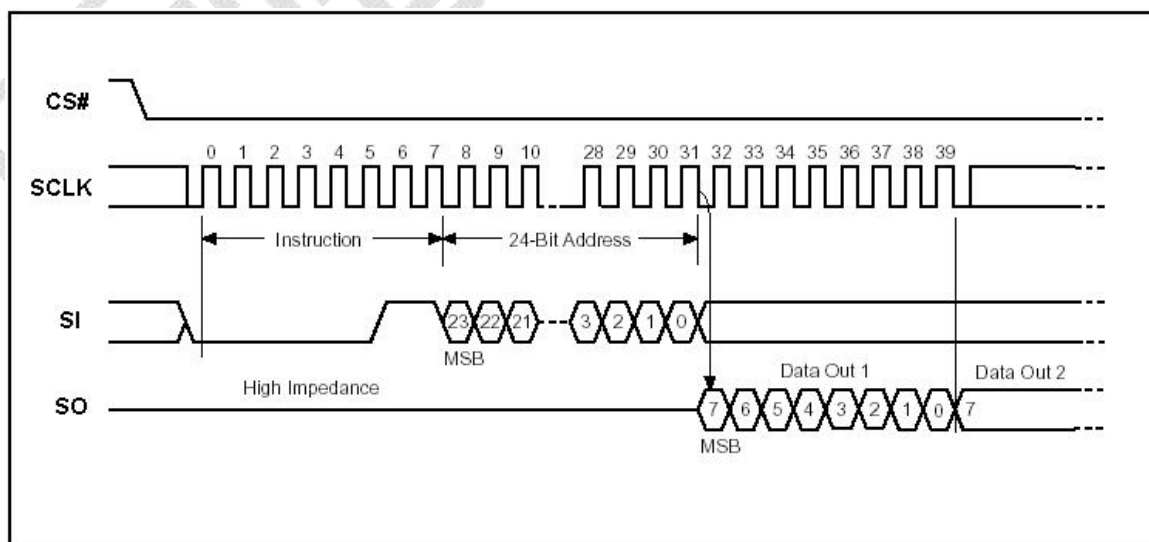 CS#
0 1 2 3 4 5 6 7 8 9 10 28 29 30 31 32 33 34 35 36 37 38 39
SCLK
Instruction 24-Bit Address
SI
23 22 21 3 2 1 0
MSB
High Impedance
Data Out 1
Data Out 2
SO
7 6 5 4 3 2 1 0 7
MSB